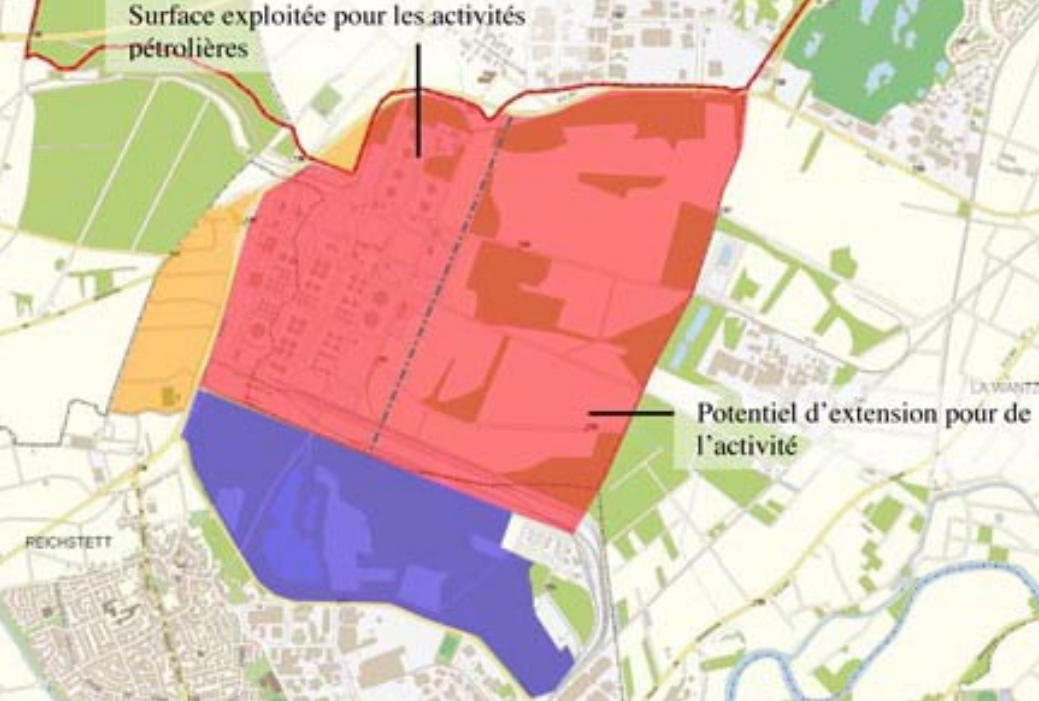 Surface exploitée pour les activités
pétrolières
LA WANTZ
Potentiel d'extension pour de
l'activité
REICHSTETT